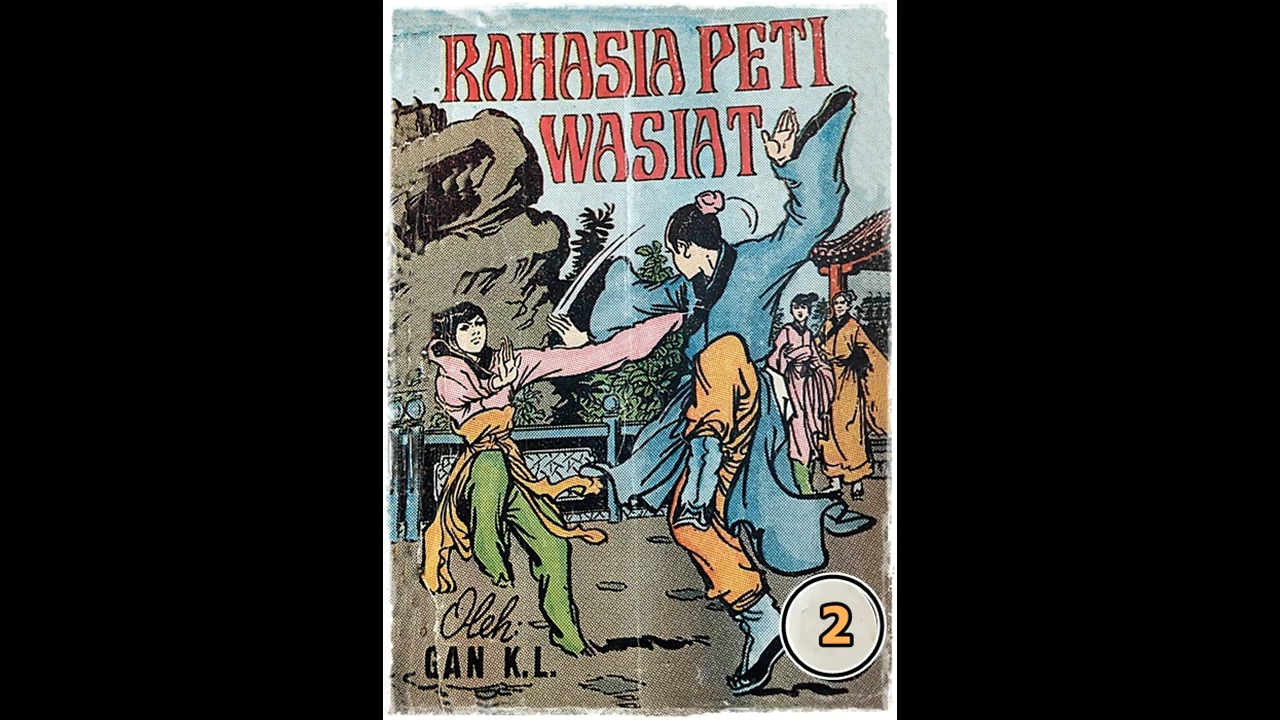 RAHASIA PETI
WASIAT
Oleh:
GAN K.L.
2